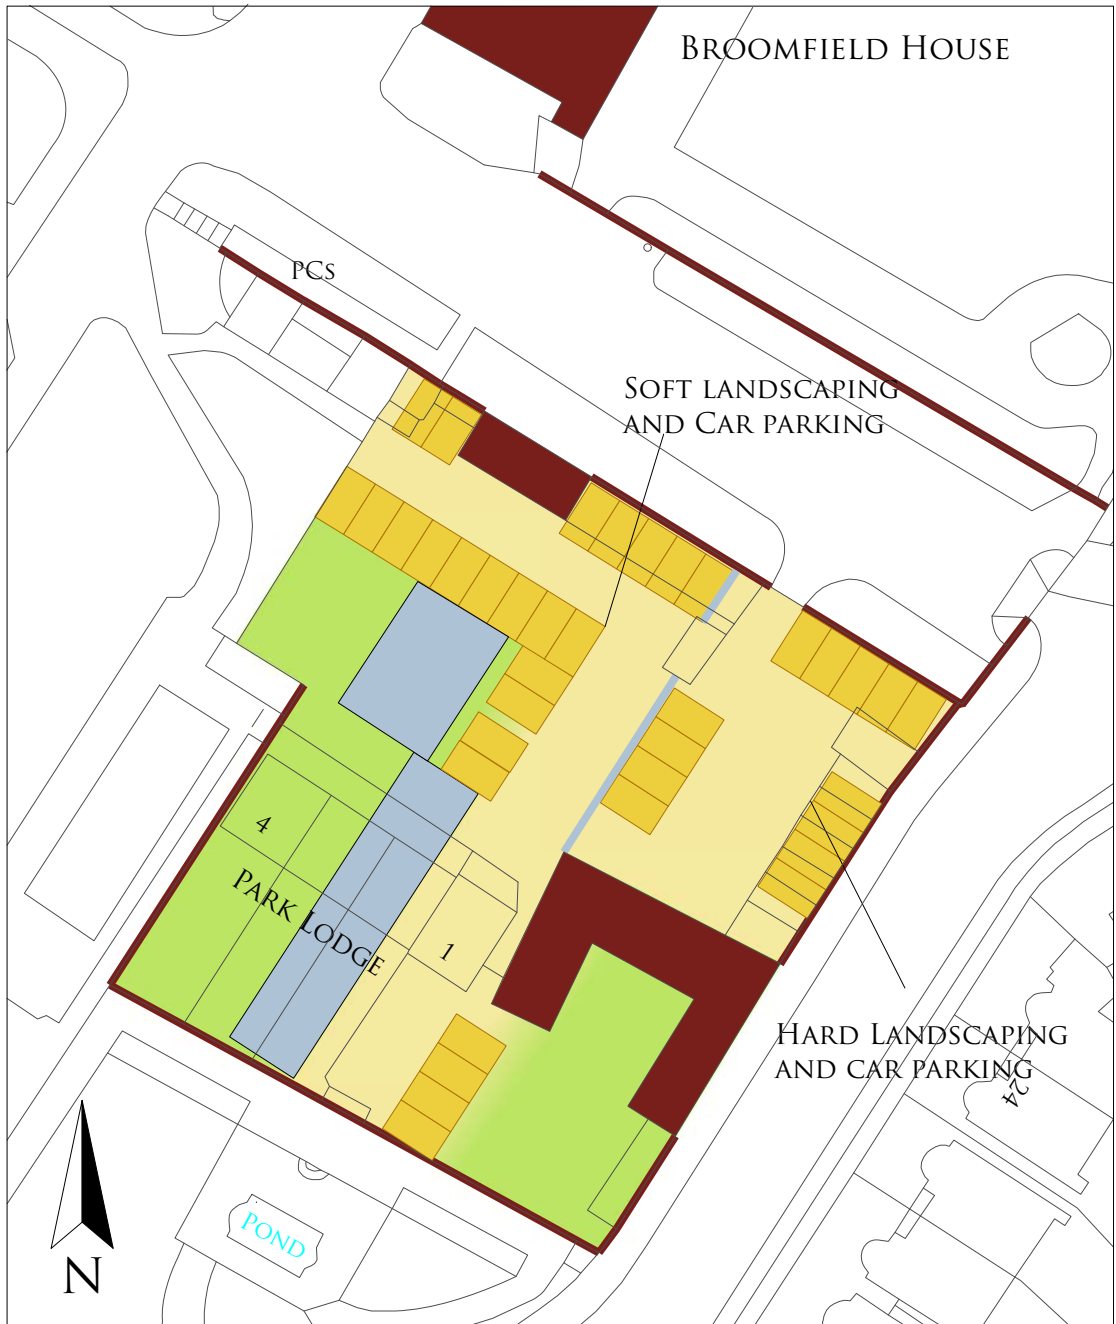 BROOMFIELD HOUSE
PCs
SOFT LANDSCAPING
AND CAR PARKING
4
PARK LODGE
1
HARD LANDSCAPING
AND CAR PARKING
24
POND
N